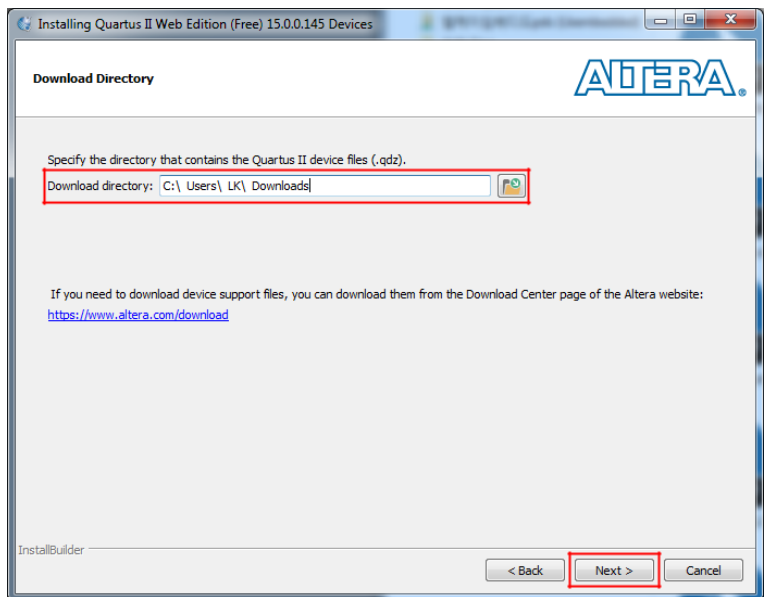 Installing Quartus II Web Edition (Free) 15.0.0.145 Devices
Download Directory
ALTERA®
Specify the directory that contains the Quartus II device files (.qdz).
Download directory: C:\ Users\ LK\ Downloads
If you need to download device support files, you can download them from the Download Center page of the Altera website:
https://www.altera.com/download
InstallBuilder
< Back Next > Cancel